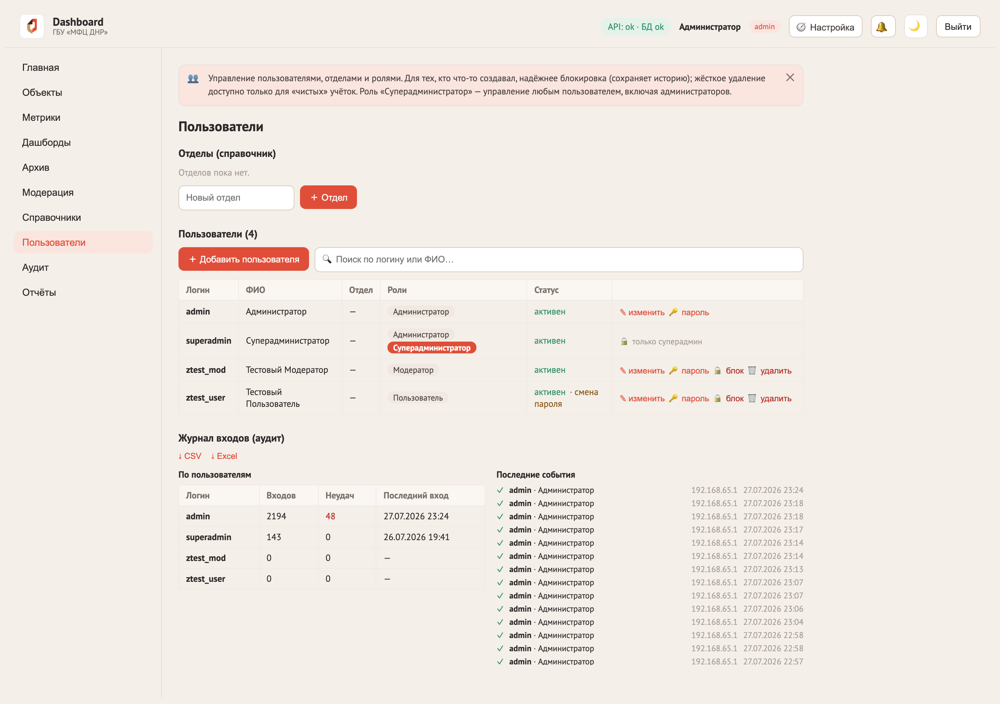 Dashboard
ГБУ «МФЦ ДНР»
API: ok · БД ok
Администратор
admin
Настройка
Выйти
Главная
Объекты
Метрики
Дашборды
Архив
Модерация
Справочники
Пользователи
Аудит
Отчёты
Управление пользователями, отделами и ролями. Для тех, кто что-то создавал, надёжнее блокировка (сохраняет историю); жёсткое удаление
доступно только для «чистых» учёток. Роль «Суперадминистратор» — управление любым пользователем, включая администраторов.
Пользователи
Отделы (справочник)
Отделов пока нет.
Новый отдел
+ Отдел
Пользователи (4)
+ Добавить пользователя
Поиск по логину или ФИО…
Логин ФИО Отдел Роли Статус
admin Администратор — Администратор активен изменить пароль
superadmin Суперадминистратор — Администратор Суперадминистратор активен только суперадмин
ztest_mod Тестовый Модератор — Модератор активен изменить пароль блок удалить
ztest_user Тестовый Пользователь — Пользователь активен · смена пароля изменить пароль блок удалить
Журнал входов (аудит)
↓ CSV ↓ Excel
По пользователям
Логин Входов Неудач Последний вход
admin 2194 48 27.07.2026 23:24
superadmin 143 0 26.07.2026 19:41
ztest_mod 0 0 —
ztest_user 0 0 —
Последние события
✓ admin · Администратор 192.168.65.1 27.07.2026 23:24
✓ admin · Администратор 192.168.65.1 27.07.2026 23:18
✓ admin · Администратор 192.168.65.1 27.07.2026 23:18
✓ admin · Администратор 192.168.65.1 27.07.2026 23:17
✓ admin · Администратор 192.168.65.1 27.07.2026 23:14
✓ admin · Администратор 192.168.65.1 27.07.2026 23:14
✓ admin · Администратор 192.168.65.1 27.07.2026 23:13
✓ admin · Администратор 192.168.65.1 27.07.2026 23:07
✓ admin · Администратор 192.168.65.1 27.07.2026 23:07
✓ admin · Администратор 192.168.65.1 27.07.2026 23:06
✓ admin · Администратор 192.168.65.1 27.07.2026 23:04
✓ admin · Администратор 192.168.65.1 27.07.2026 22:58
✓ admin · Администратор 192.168.65.1 27.07.2026 22:58
✓ admin · Администратор 192.168.65.1 27.07.2026 22:57